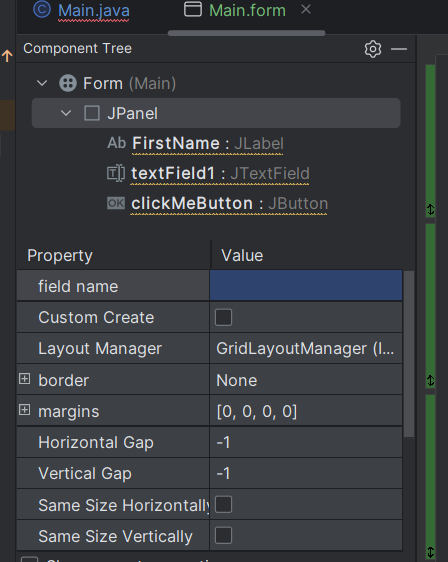 Main.java
Main.form
Component Tree
Form (Main)
JPanel
Ab FirstName : JLabel
textField1 : JTextField
OK clickMeButton : JButton
Property Value
field name
Custom Create
Layout Manager GridLayoutManager (I...
border None
margins [0, 0, 0, 0]
Horizontal Gap -1
Vertical Gap -1
Same Size Horizontally
Same Size Vertically